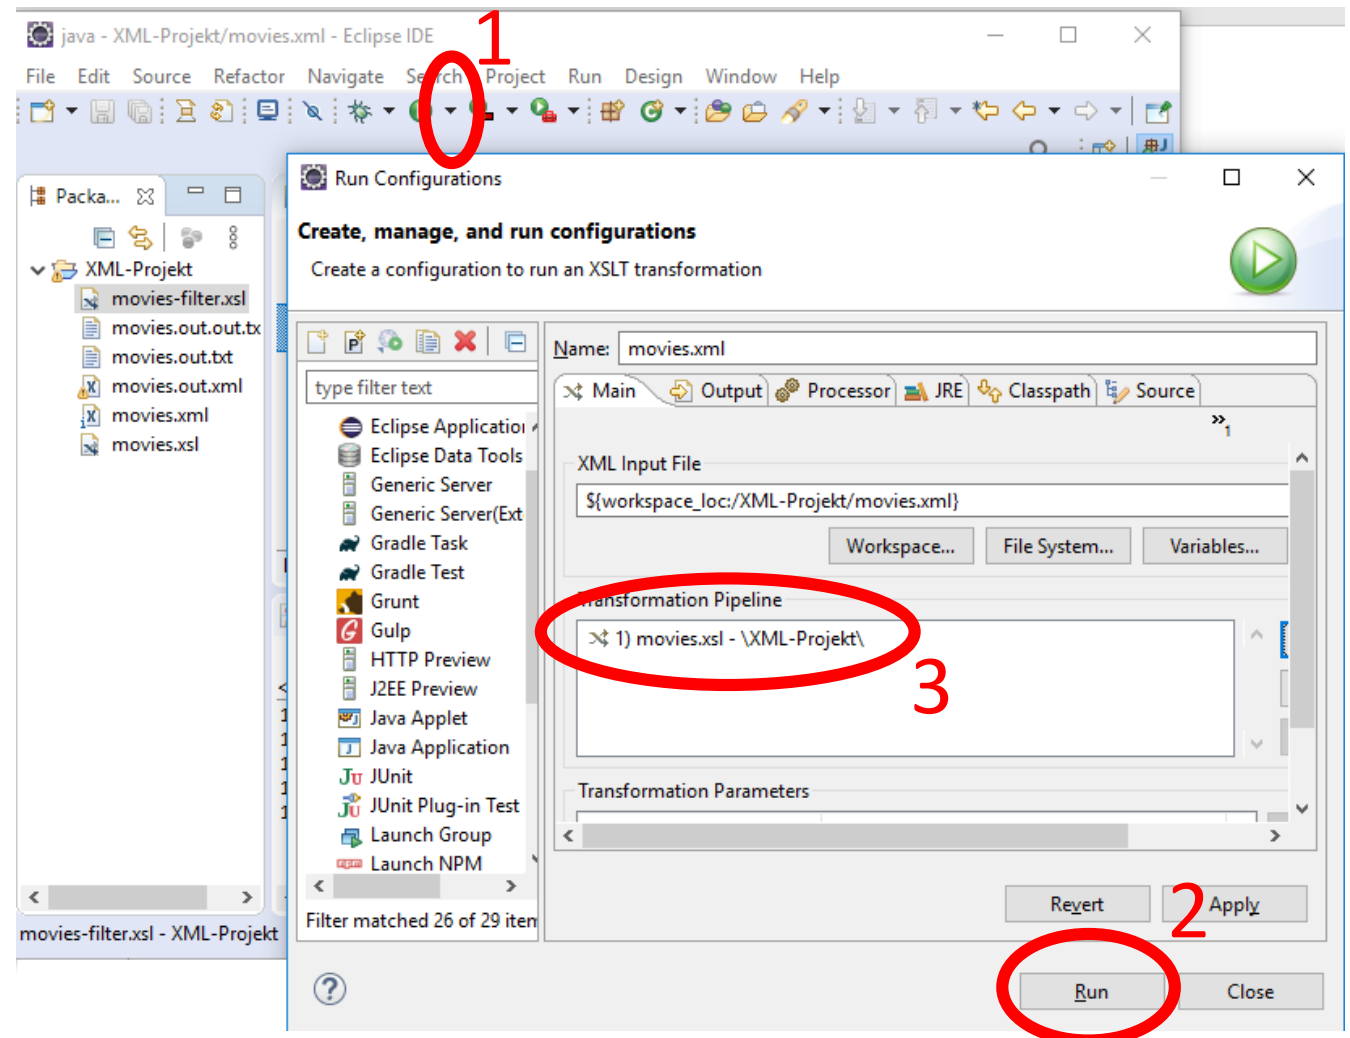 1
java - XML-Projekt/movies.xml - Eclipse IDE
File Edit Source Refactor Navigate Search Project Run Design Window Help
Packa...
XML-Projekt
movies-filter.xsl
movies.out.out.tx
movies.out.txt
movies.out.xml
movies.xml
movies.xsl
movies-filter.xsl - XML-Projekt
Run Configurations
Create, manage, and run configurations
Create a configuration to run an XSLT transformation
type filter text
Eclipse Application
Eclipse Data Tools
Generic Server
Generic Server(Ext
Gradle Task
Gradle Test
Grunt
Gulp
HTTP Preview
J2EE Preview
Java Applet
Java Application
JUnit
JUnit Plug-in Test
Launch Group
Launch NPM
Filter matched 26 of 29 item
Name: movies.xml
Main Output Processor JRE Classpath Source
»1
XML Input File
${workspace_loc:/XML-Projekt/movies.xml}
Workspace... File System... Variables...
Transformation Pipeline
1) movies.xsl - \XML-Projekt\
3
Transformation Parameters
Revert Apply
2
Run Close